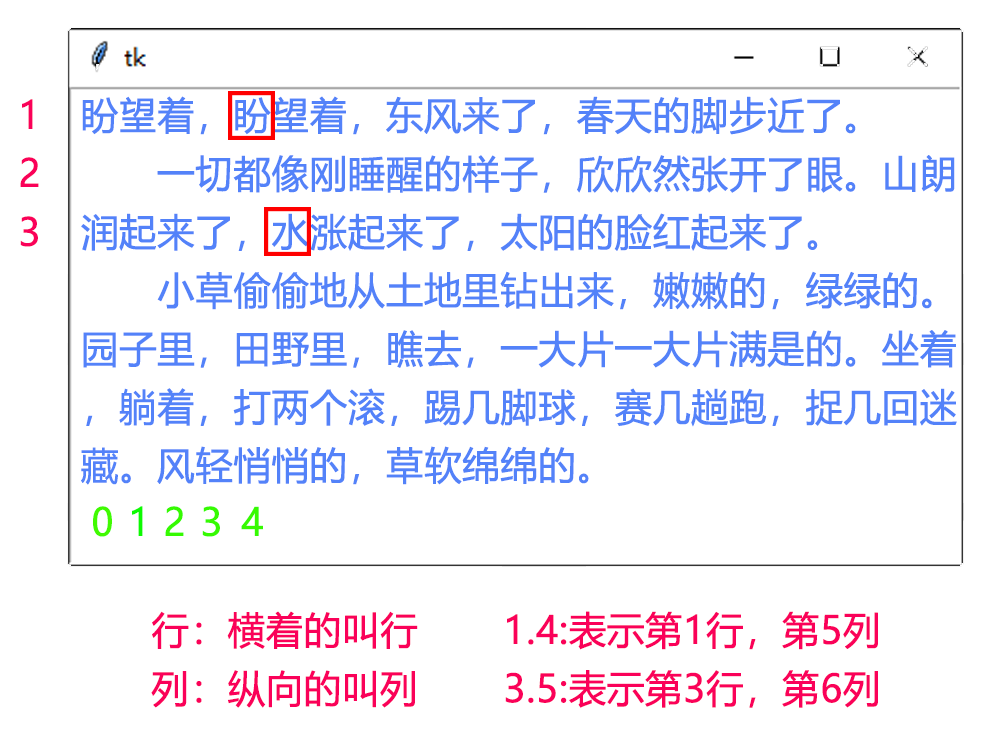 tk
1 盼望着，盼望着，东风来了，春天的脚步近了。
2 一切都像刚睡醒的样子，欣欣然张开了眼。山朗
3 润起来了，水涨起来了，太阳的脸红起来了。
小草偷偷地从土地里钻出来，嫩嫩的，绿绿的。
园子里，田野里，瞧去，一大片一大片满是的。坐着
，躺着，打两个滚，踢几脚球，赛几趟跑，捉几回迷
藏。风轻悄悄的，草软绵绵的。
0 1 2 3 4
行：横着的叫行 1.4:表示第1行，第5列
列：纵向的叫列 3.5:表示第3行，第6列